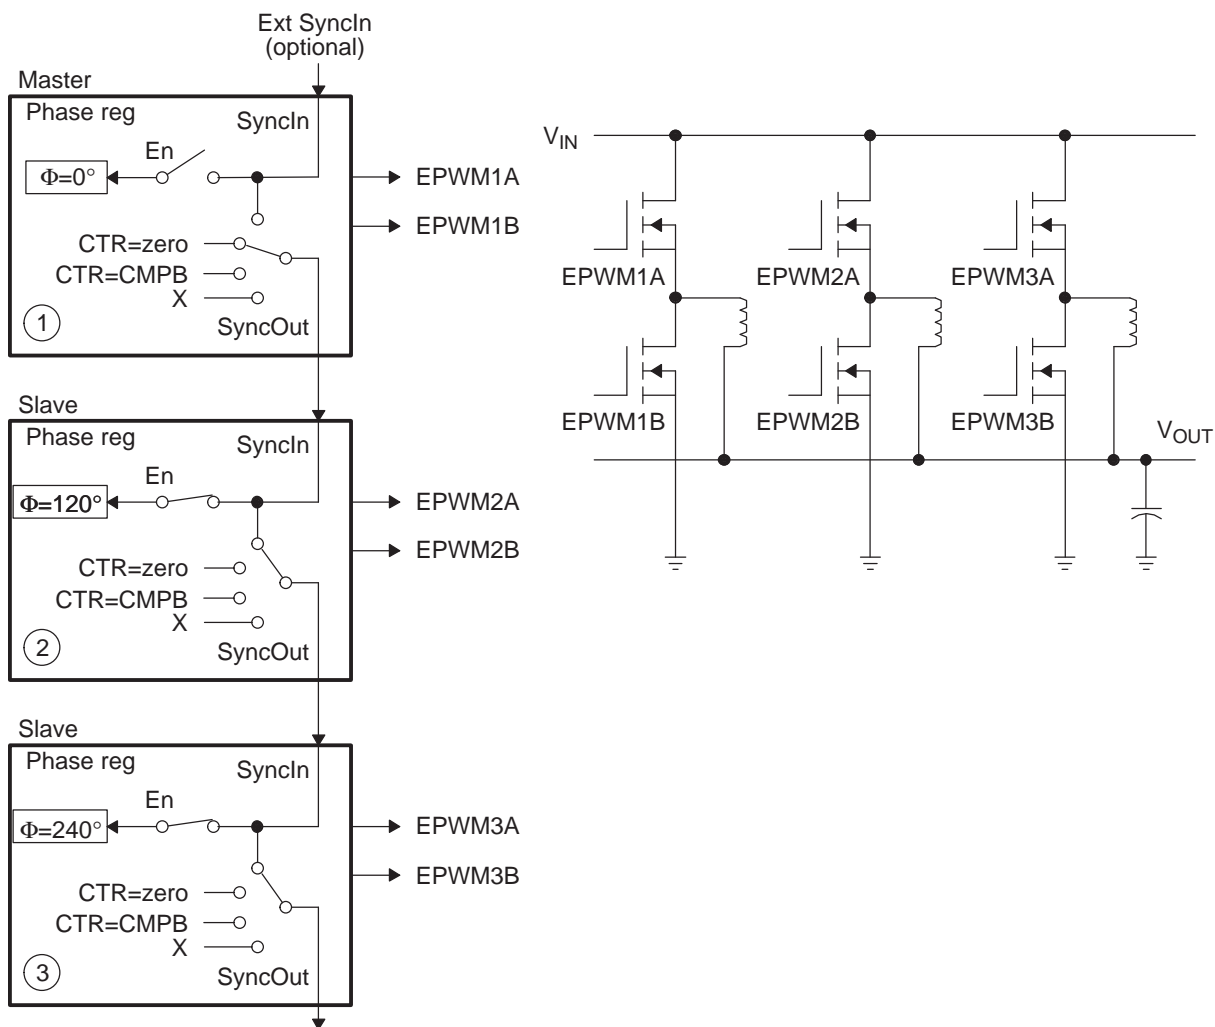 Ext SyncIn
(optional)
Master
Phase reg
SyncIn
En
Φ=0°
EPWM1A
EPWM1B
CTR=zero
CTR=CMPB
X
1
SyncOut
Slave
Phase reg
SyncIn
En
Φ=120°
EPWM2A
EPWM2B
CTR=zero
CTR=CMPB
X
2
SyncOut
Slave
Phase reg
SyncIn
En
Φ=240°
EPWM3A
EPWM3B
CTR=zero
CTR=CMPB
X
3
SyncOut
VIN
EPWM1A
EPWM2A
EPWM3A
EPWM1B
EPWM2B
EPWM3B
VOUT